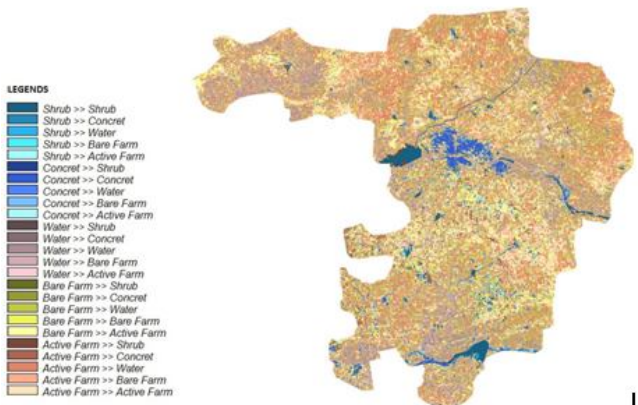 LEGENDS
Shrub >> Shrub
Shrub >> Concret
Shrub >> Water
Shrub >> Bare Farm
Shrub >> Active Farm
Concret >> Shrub
Concret >> Concret
Concret >> Water
Concret >> Bare Farm
Concret >> Active Farm
Water >> Shrub
Water >> Concret
Water >> Water
Water >> Bare Farm
Water >> Active Farm
Bare Farm >> Shrub
Bare Farm >> Concret
Bare Farm >> Water
Bare Farm >> Bare Farm
Bare Farm >> Active Farm
Active Farm >> Shrub
Active Farm >> Concret
Active Farm >> Water
Active Farm >> Bare Farm
Active Farm >> Active Farm